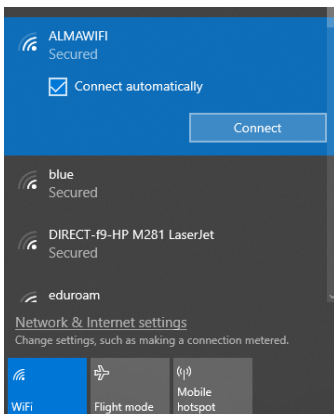 ALMAWIFI
Secured
Connect automatically
Connect
blue
Secured
DIRECT-f9-HP M281 LaserJet
Secured
eduroam
Network & Internet settings
Change settings, such as making a connection metered.
WiFi
Flight mode
Mobile
hotspot